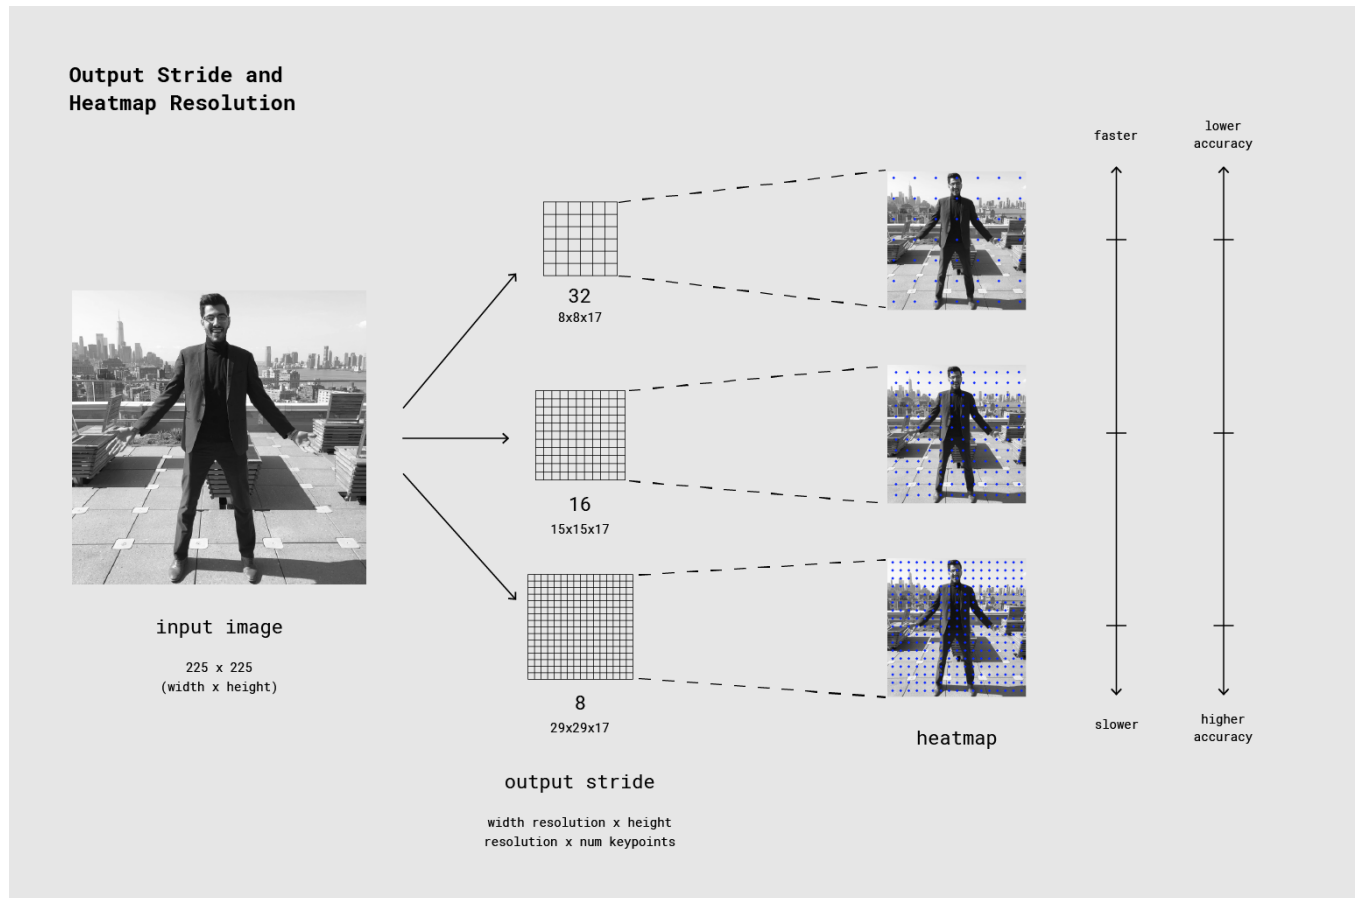 Output Stride and
Heatmap Resolution
input image
225 x 225
(width x height)
32
8x8x17
16
15x15x17
8
29x29x17
output stride
width resolution x height
resolution x num keypoints
heatmap
faster
slower
lower
accuracy
higher
accuracy